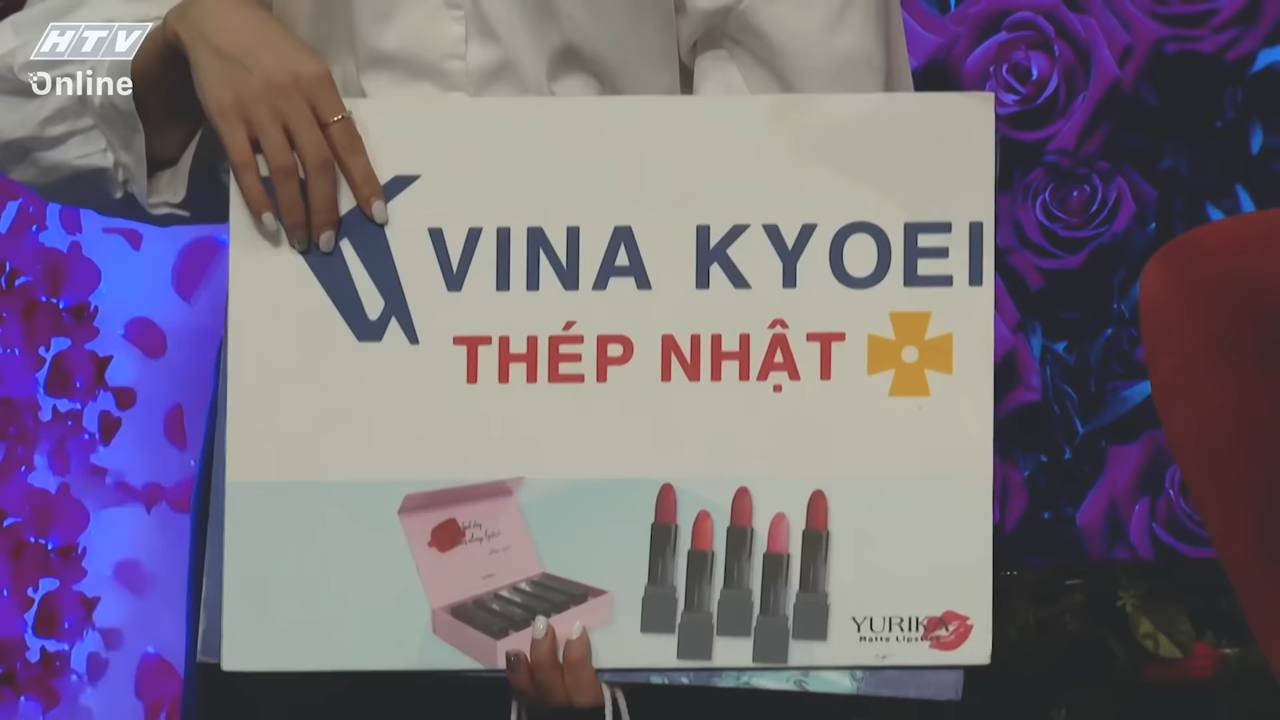 HTV
Online
VINA KYOEI
THÉP NHẬT
YURIKA
Matte Lipstick